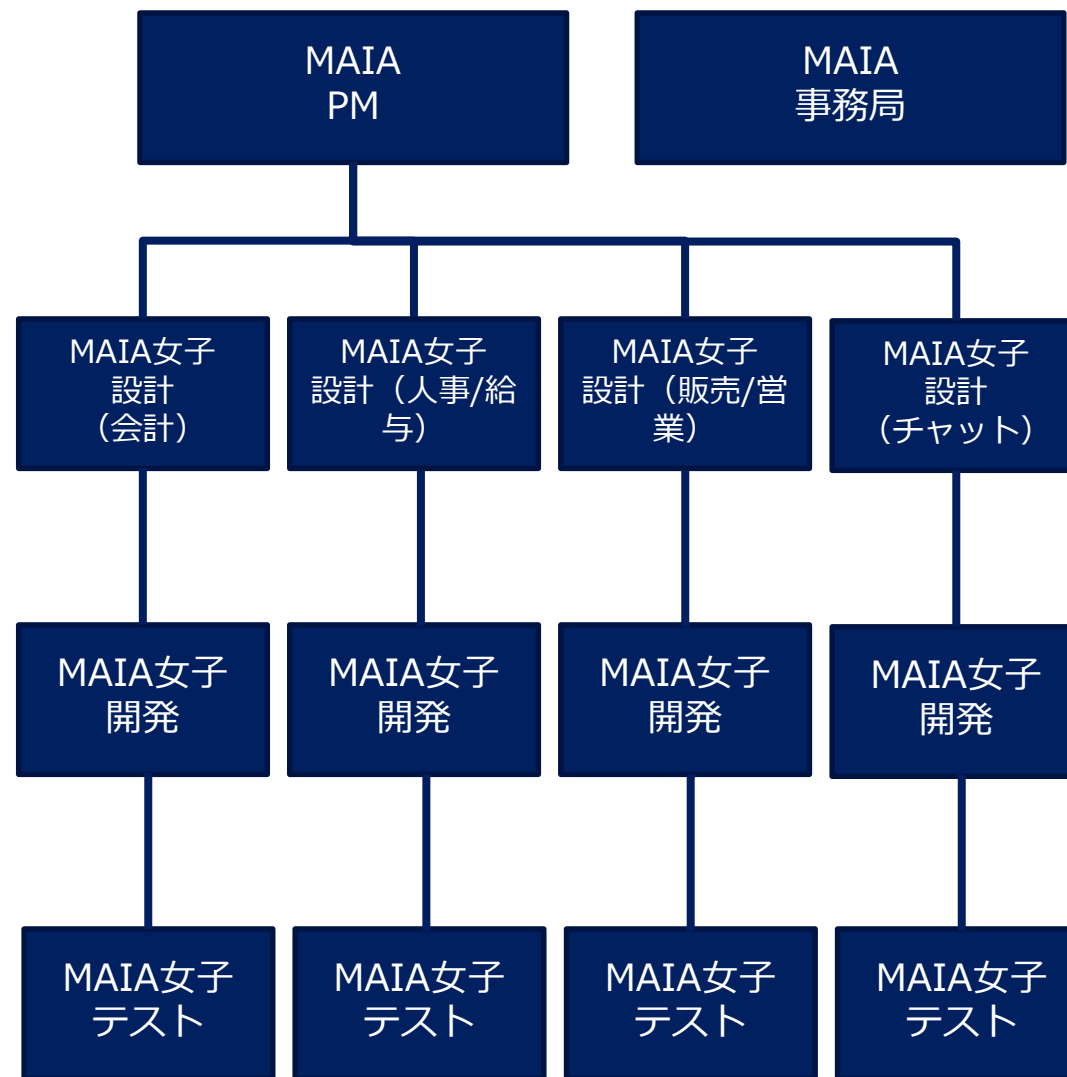 MAIA
PM
MAIA
事務局
MAIA女子
設計
（会計）
MAIA女子
設計（人事/給
与）
MAIA女子
設計（販売/営
業）
MAIA女子
設計
（チャット）
MAIA女子
開発
MAIA女子
開発
MAIA女子
開発
MAIA女子
開発
MAIA女子
テスト
MAIA女子
テスト
MAIA女子
テスト
MAIA女子
テスト